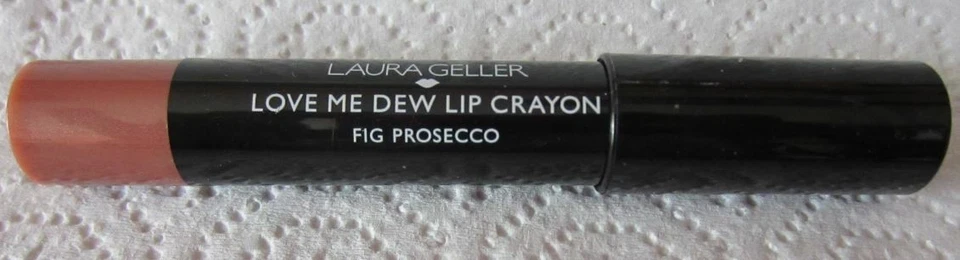 LAURA GELLER
LOVE ME DEW LIP CRAYON
FIG PROSECCO